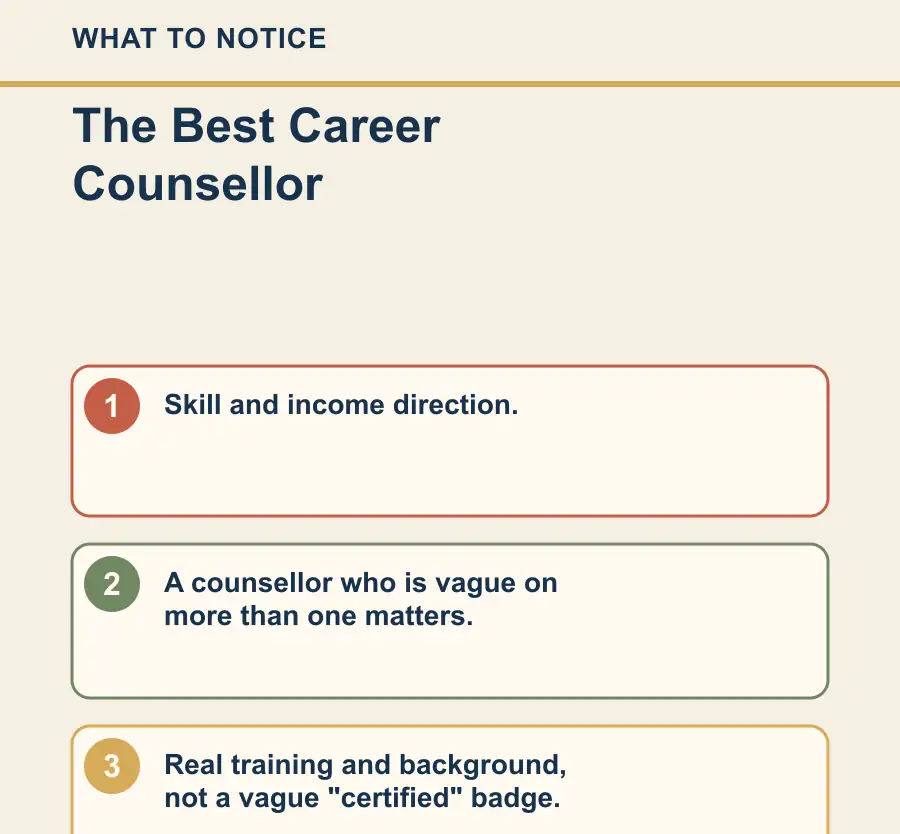 WHAT TO NOTICE
The Best Career
Counsellor
1
Skill and income direction.
2
A counsellor who is vague on
more than one matters.
3
Real training and background,
not a vague "certified" badge.